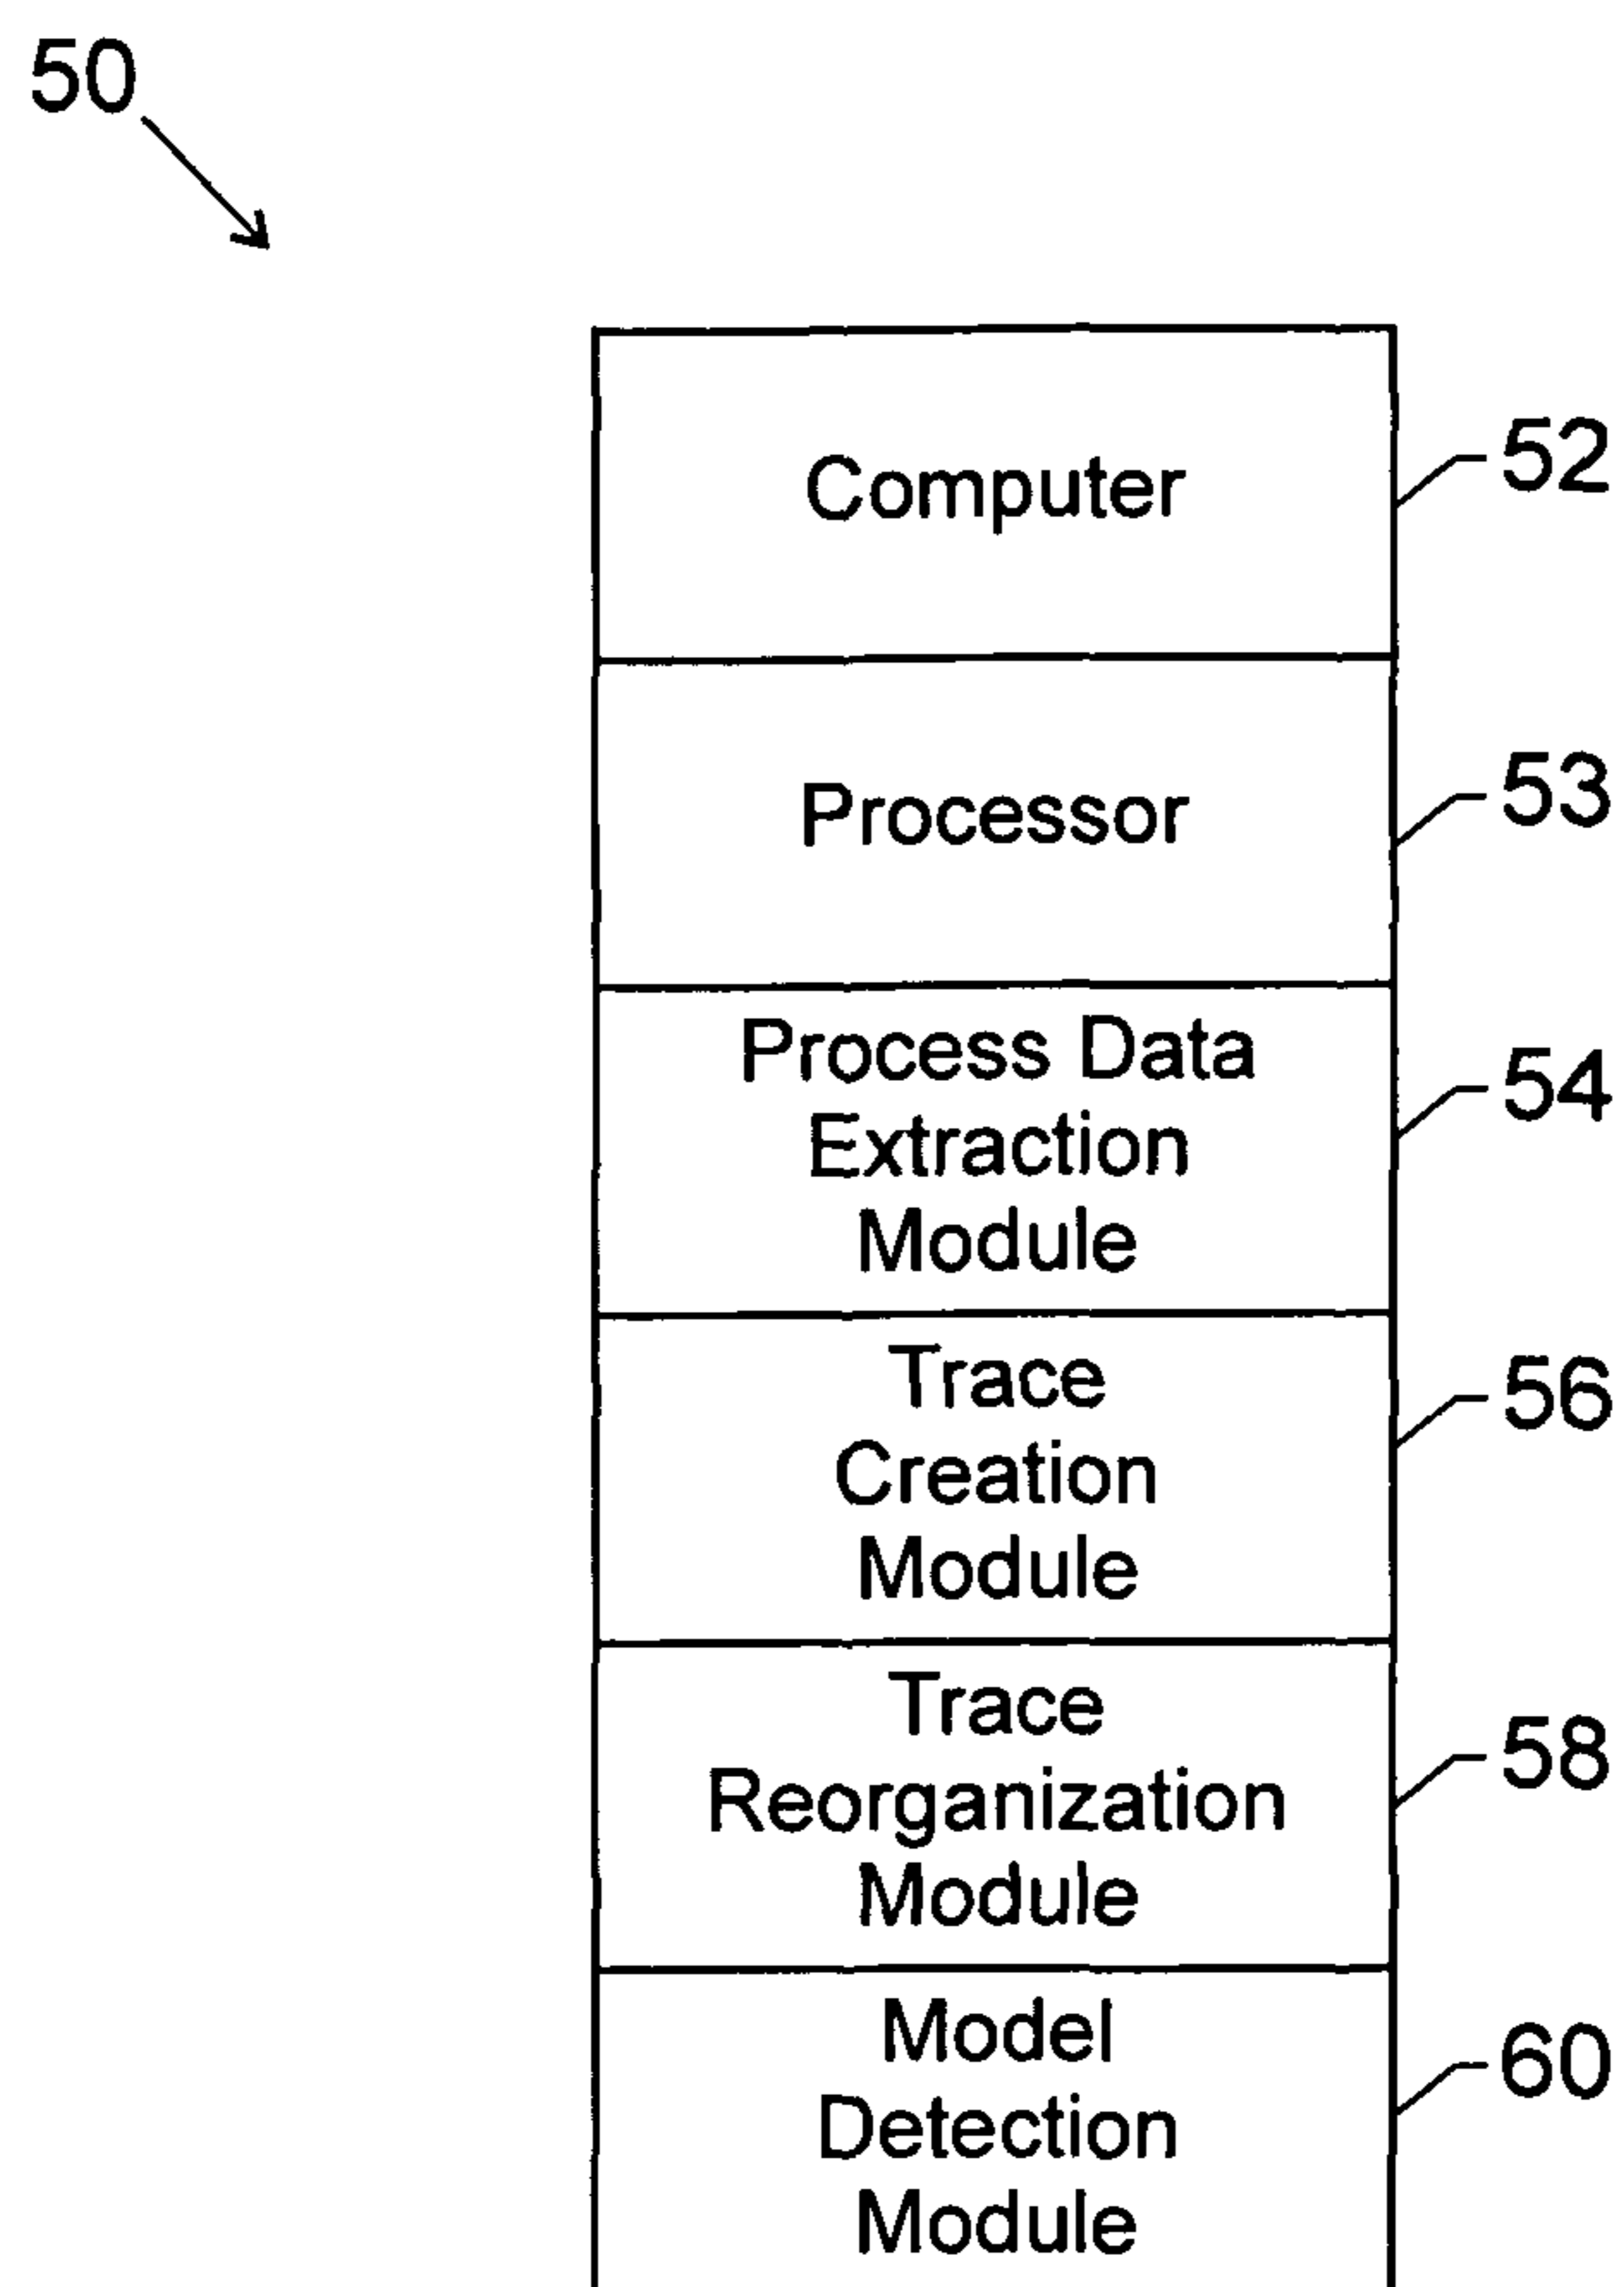 50
Computer
52
Processor
53
Process Data
Extraction
Module
54
Trace
Creation
Module
56
Trace
Reorganization
Module
58
Model
Detection
Module
60